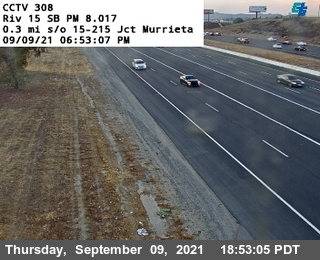 CCTV 308
Riv 15 SB PM 8.017
0.3 mi s/o 15-215 Jct Murrieta
09/09/21 06:53:07 PM
Thursday, September 09, 2021 18:53:05 PDT